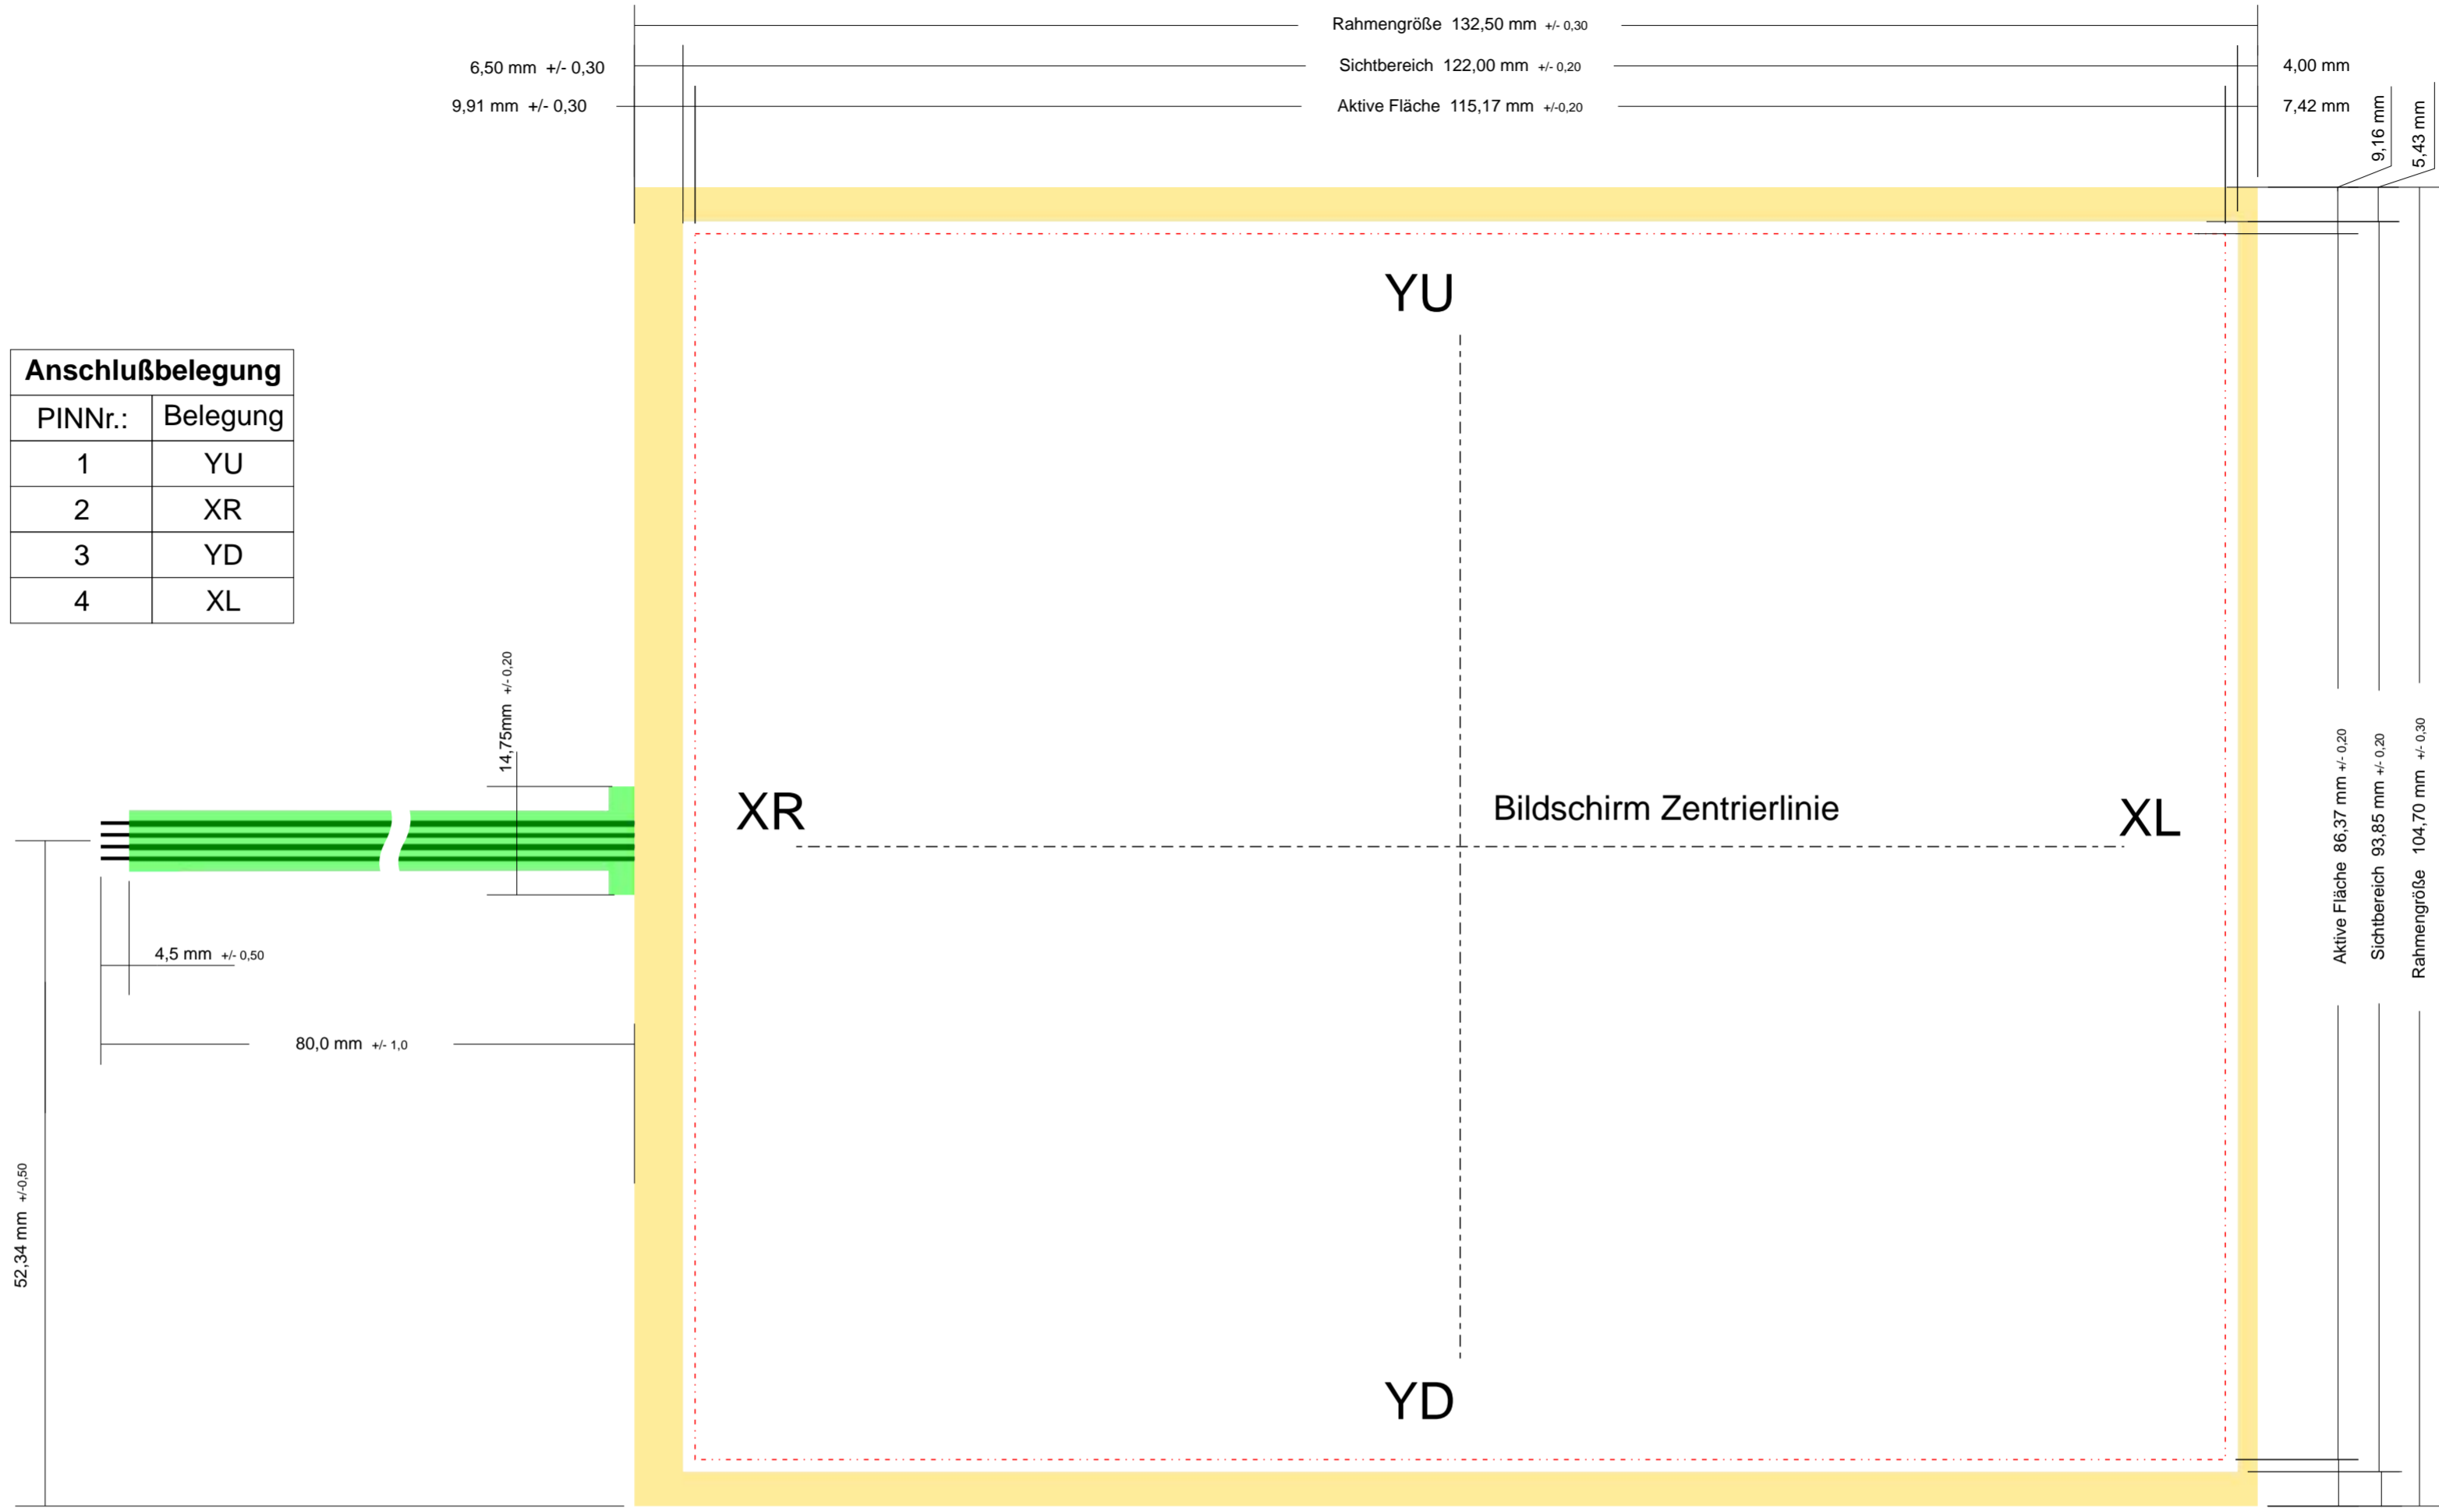 Rahmengröße 132,50 mm +/- 0,30
6,50 mm +/- 0,30
Sichtbereich 122,00 mm +/- 0,20
4,00 mm
9,91 mm +/- 0,30
Aktive Fläche 115,17 mm +/-0,20
7,42 mm
9,16 mm
5,43 mm
YU
Anschlußbelegung
PINNr.: Belegung
1 YU
2 XR
3 YD
4 XL
14,75mm +/- 0,20
XR
Bildschirm Zentrierlinie
XL
Aktive Fläche 86,37 mm +/- 0,20
Sichtbereich 93,85 mm +/- 0,20
Rahmengröße 104,70 mm +/- 0,30
4,5 mm +/- 0,50
80,0 mm +/- 1,0
52,34 mm +/-0,50
YD